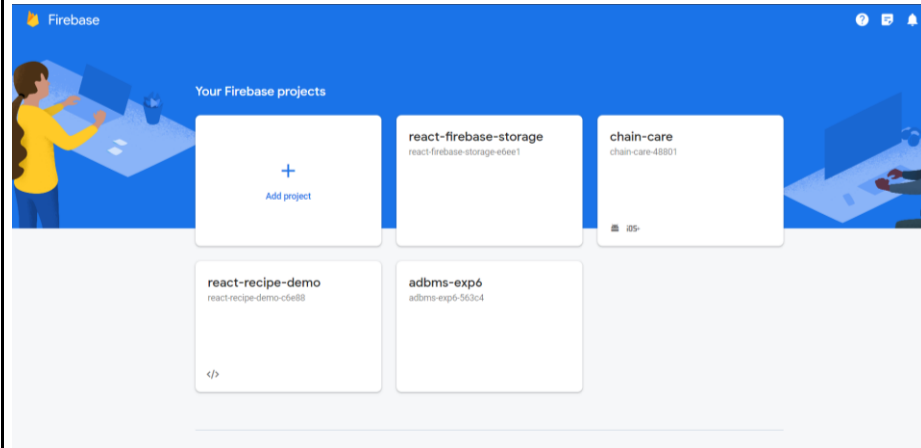 Firebase
Your Firebase projects
+
Add project
react-firebase-storage
react-firebase-storage-e6ee1
chain-care
chain-care-48801
iOS+
react-recipe-demo
react-recipe-demo-c6e88
</>
adbms-exp6
adbms-exp6-563c4